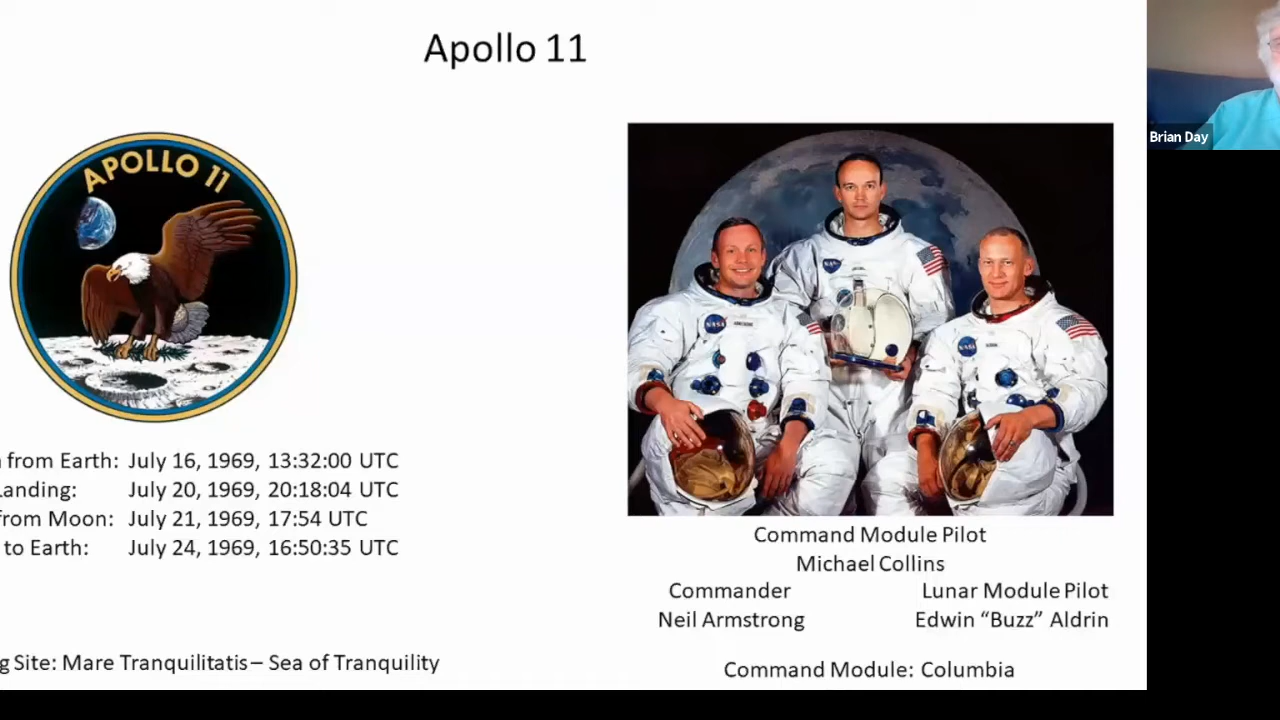 Apollo 11
APOLLO 11
from Earth: July 16, 1969, 13:32:00 UTC
Landing: July 20, 1969, 20:18:04 UTC
from Moon: July 21, 1969, 17:54 UTC
to Earth: July 24, 1969, 16:50:35 UTC
Site: Mare Tranquilitatis – Sea of Tranquility
NASA
NASA
NASA
Command Module Pilot
Michael Collins
Commander
Neil Armstrong
Lunar Module Pilot
Edwin “Buzz” Aldrin
Command Module: Columbia
Brian Day